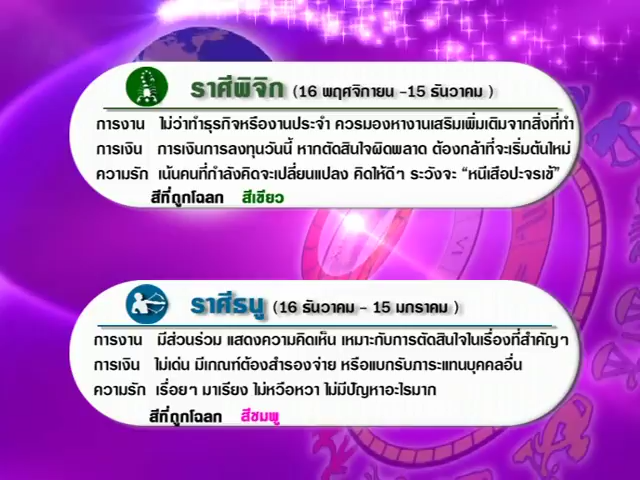 ราศีพิจิก (16 พฤศจิกายน -15 ธันวาคม )
การงาน ไม่ว่าทำธุรกิจหรืองานประจำ ควรมองหางานเสริมเพิ่มเติมจากสิ่งที่ทำ
การเงิน การเงินการลงทุนวันนี้ หากตัดสินใจผิดพลาด ต้องกล้าที่จะเริ่มต้นใหม่
ความรัก เน้นคนที่กำลังคิดจะเปลี่ยนแปลง คิดให้ดีๆ ระวังจะ “หนีเสือปะจรเข้”
สีที่ถูกโฉลก สีเขียว
ราศีธนู (16 ธันวาคม - 15 มกราคม )
การงาน มีส่วนร่วม แสดงความคิดเห็น เหมาะกับการตัดสินใจในเรื่องที่สำคัญๆ
การเงิน ไม่เด่น มีเกณฑ์ต้องสำรองจ่าย หรือแบกรับภาระแทนบุคคลอื่น
ความรัก เรื่อยๆ มาเรียง ไม่หวือหวา ไม่มีปัญหาอะไรมาก
สีที่ถูกโฉลก สีชมพู